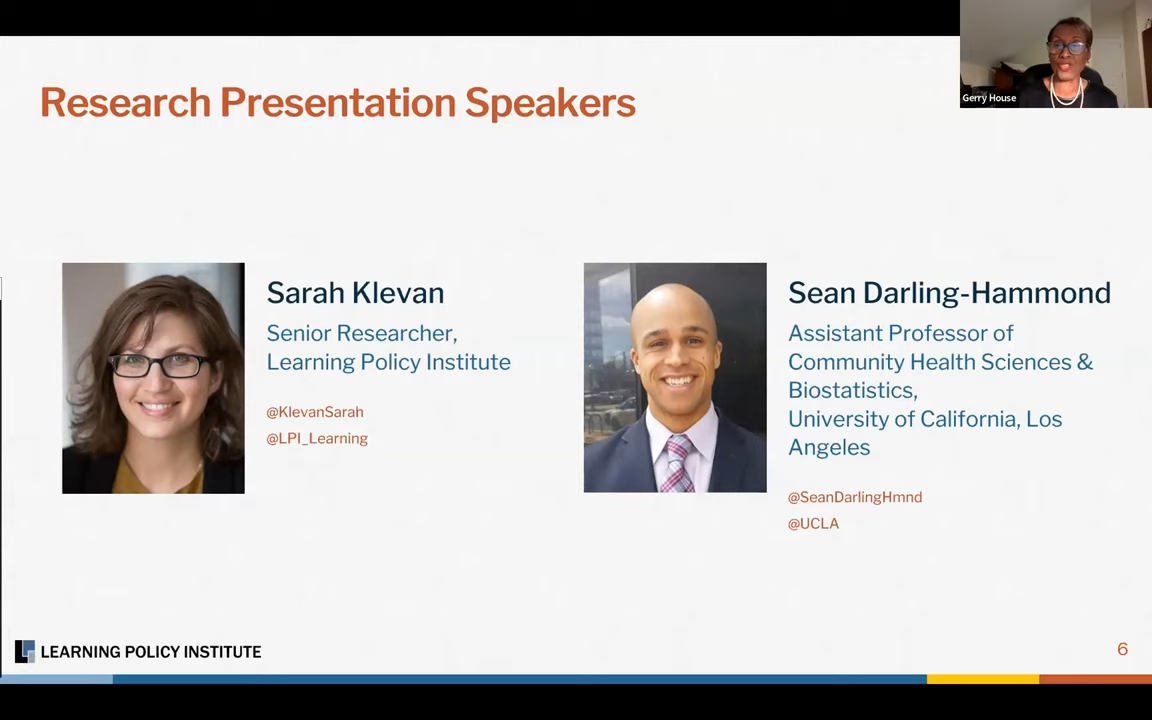 Research Presentation Speakers
Gerry House
Sarah Klevan
Senior Researcher,
Learning Policy Institute
@KlevanSarah
@LPI_Learning
Sean Darling-Hammond
Assistant Professor of
Community Health Sciences &
Biostatistics,
University of California, Los
Angeles
@SeanDarlingHmnd
@UCLA
LEARNING POLICY INSTITUTE
6